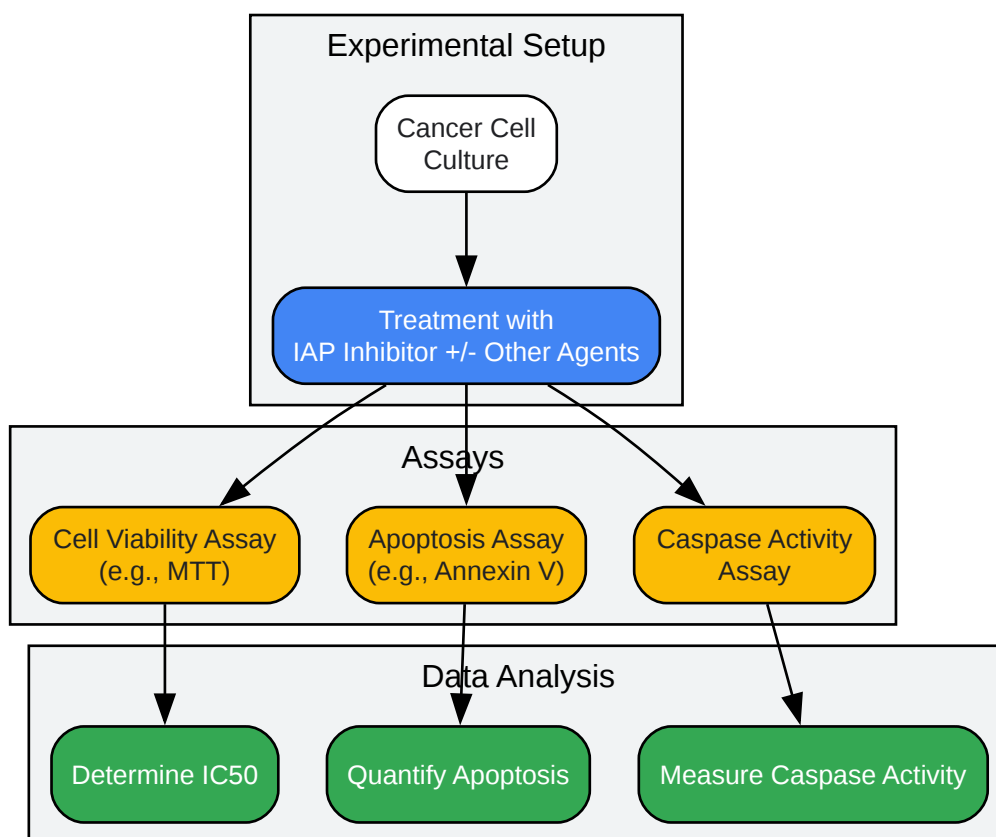 Experimental Setup
Cancer Cell
Culture
Treatment with
IAP Inhibitor +/- Other Agents
Assays
Cell Viability Assay
(e.g., MTT)
Apoptosis Assay
(e.g., Annexin V)
Caspase Activity
Assay
Data Analysis
Determine IC50
Quantify Apoptosis
Measure Caspase Activity